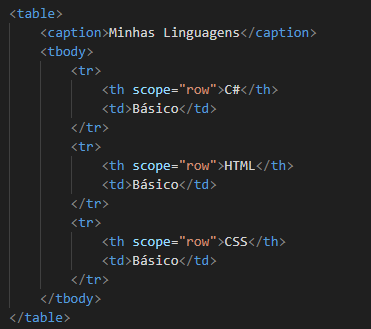 <table>
    <caption>Minhas Linguagens</caption>
    <tbody>
        <tr>
            <th scope="row">C#</th>
            <td>Básico</td>
        </tr>
        <tr>
            <th scope="row">HTML</th>
            <td>Básico</td>
        </tr>
        <tr>
            <th scope="row">CSS</th>
            <td>Básico</td>
        </tr>
    </tbody>
</table>